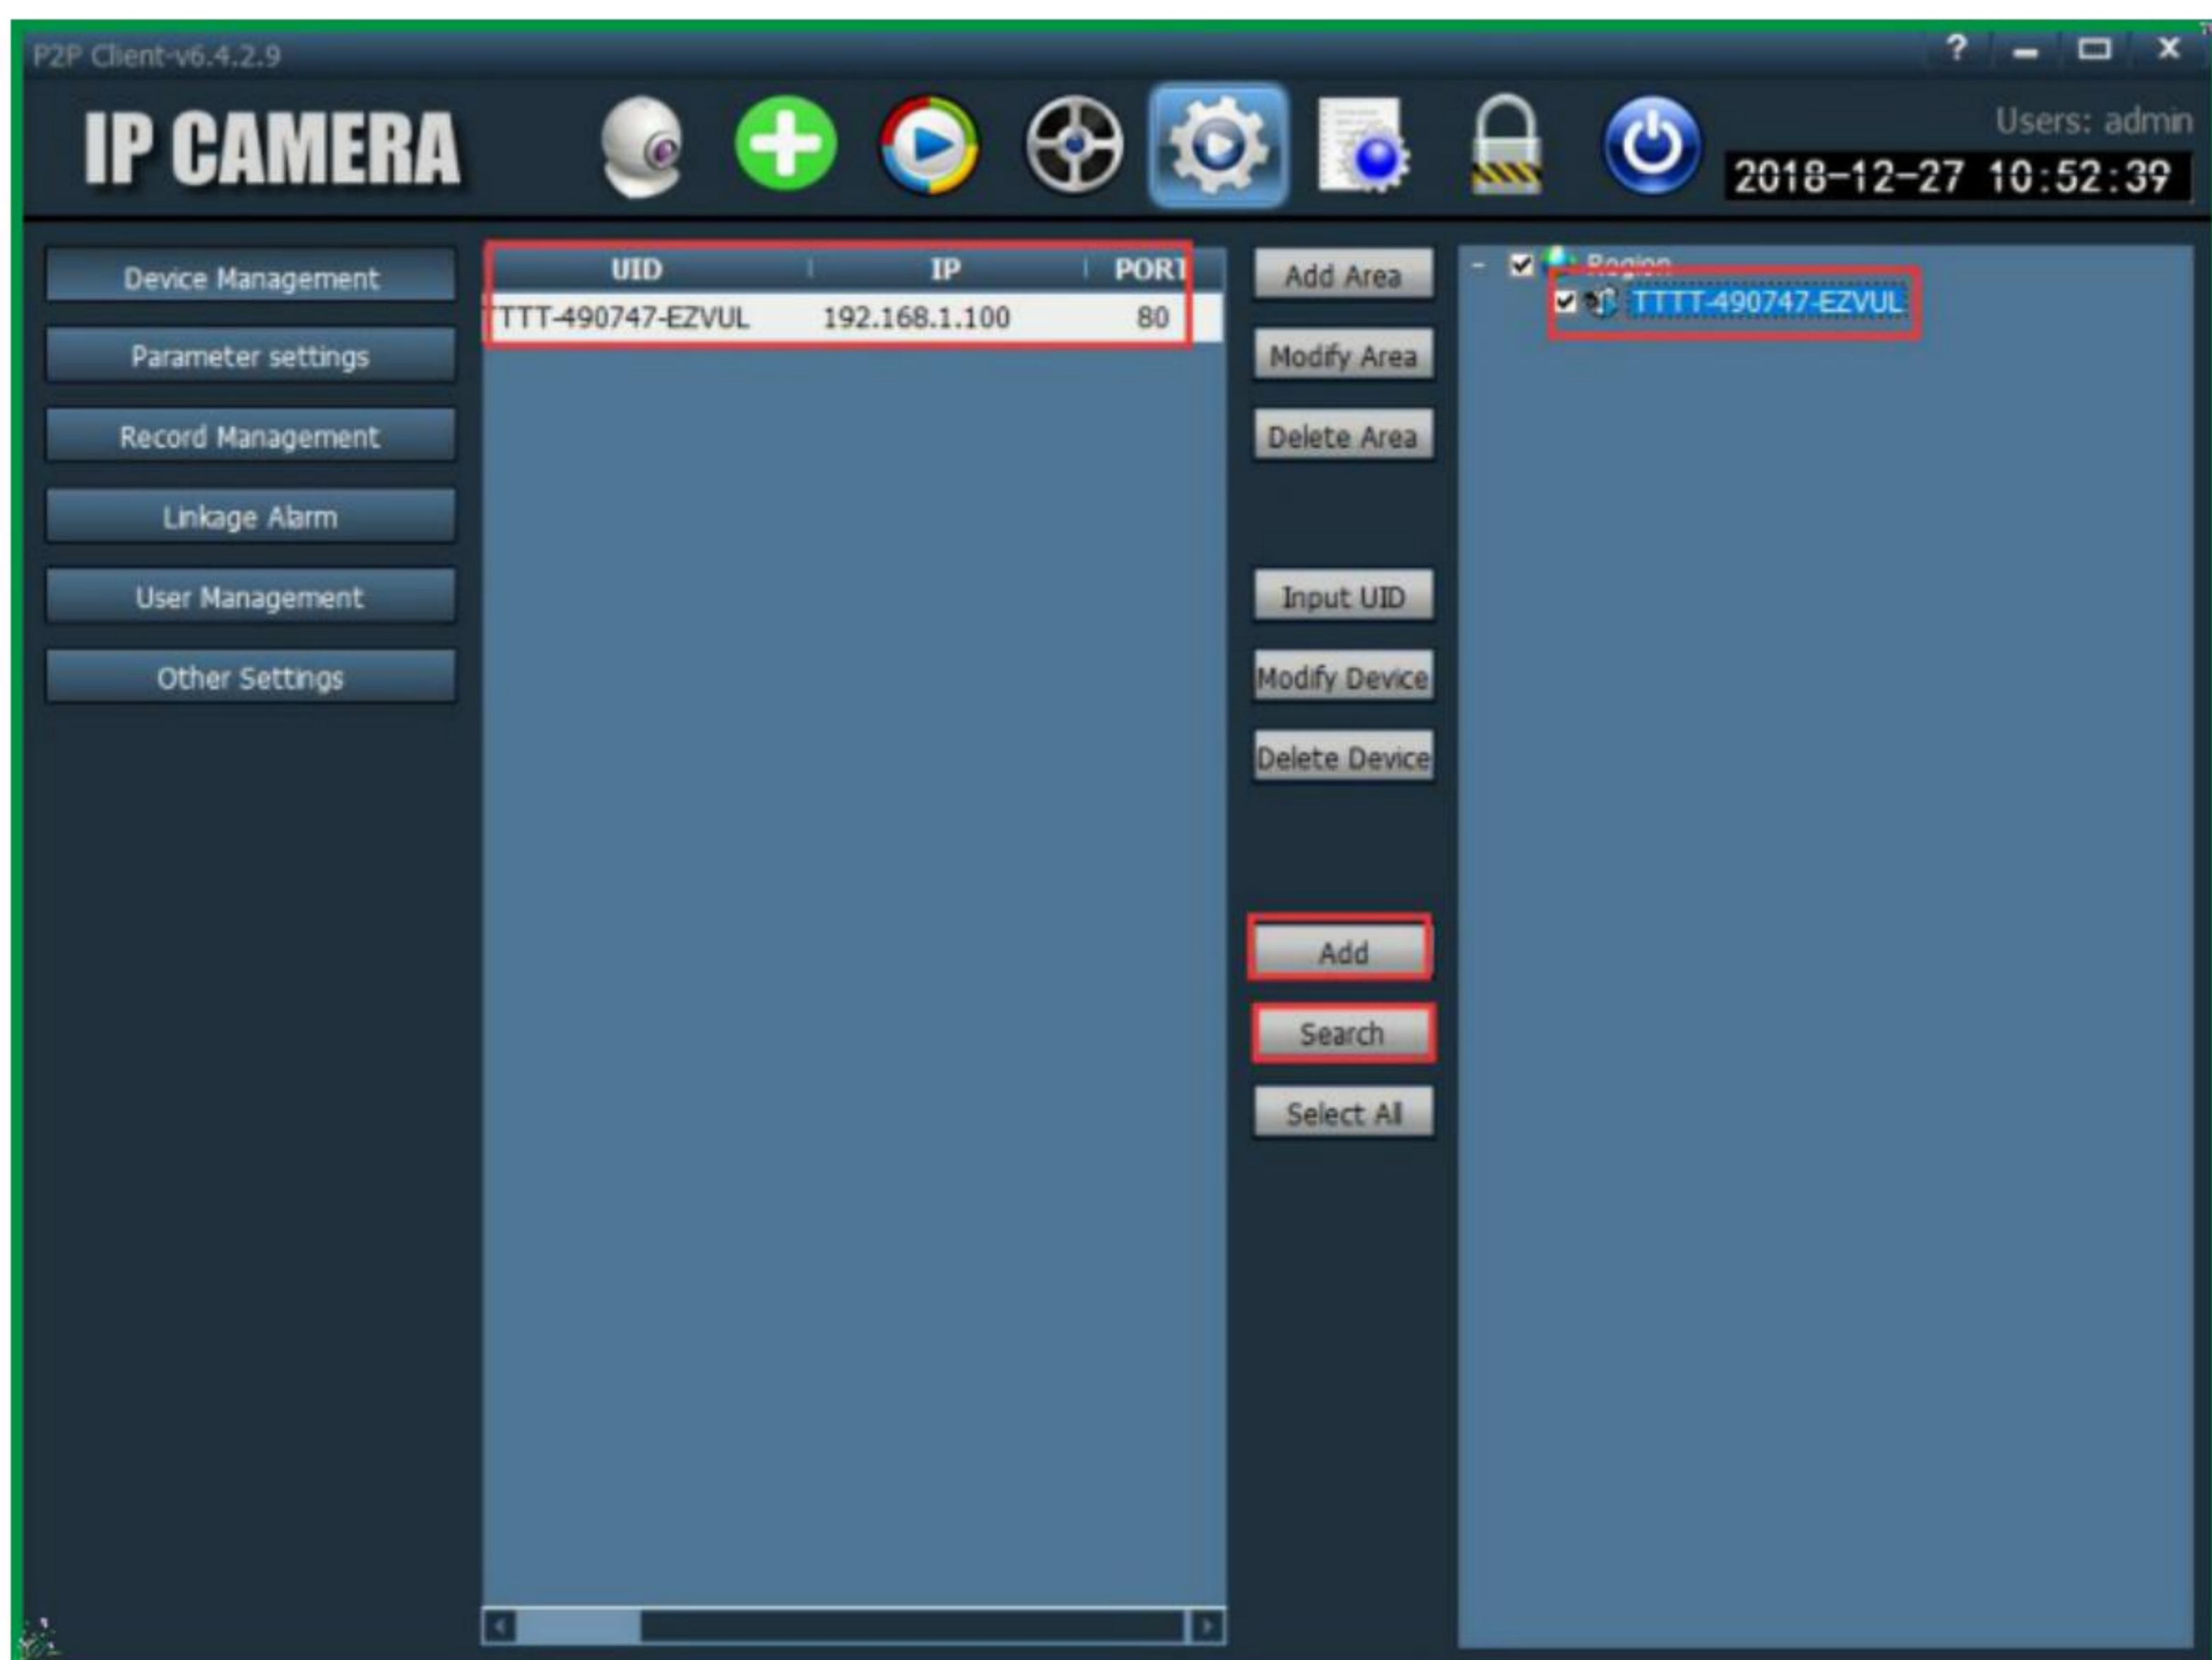 P2P Client-v6.4.2.9
IP CAMERA
Users: admin
2018-12-27 10:52:39
Device Management
Parameter settings
Record Management
Linkage Alarm
User Management
Other Settings
UID IP PORT
TTTT-490747-EZVUL 192.168.1.100 80
Add Area
Modify Area
Delete Area
Input UID
Modify Device
Delete Device
Add
Search
Select All
Region
TTTT-490747-EZVUL